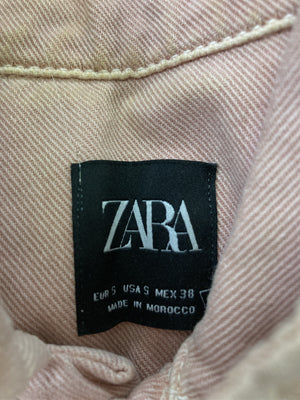 ZARA
EUR S USA S MEX 38
MADE IN MOROCCO